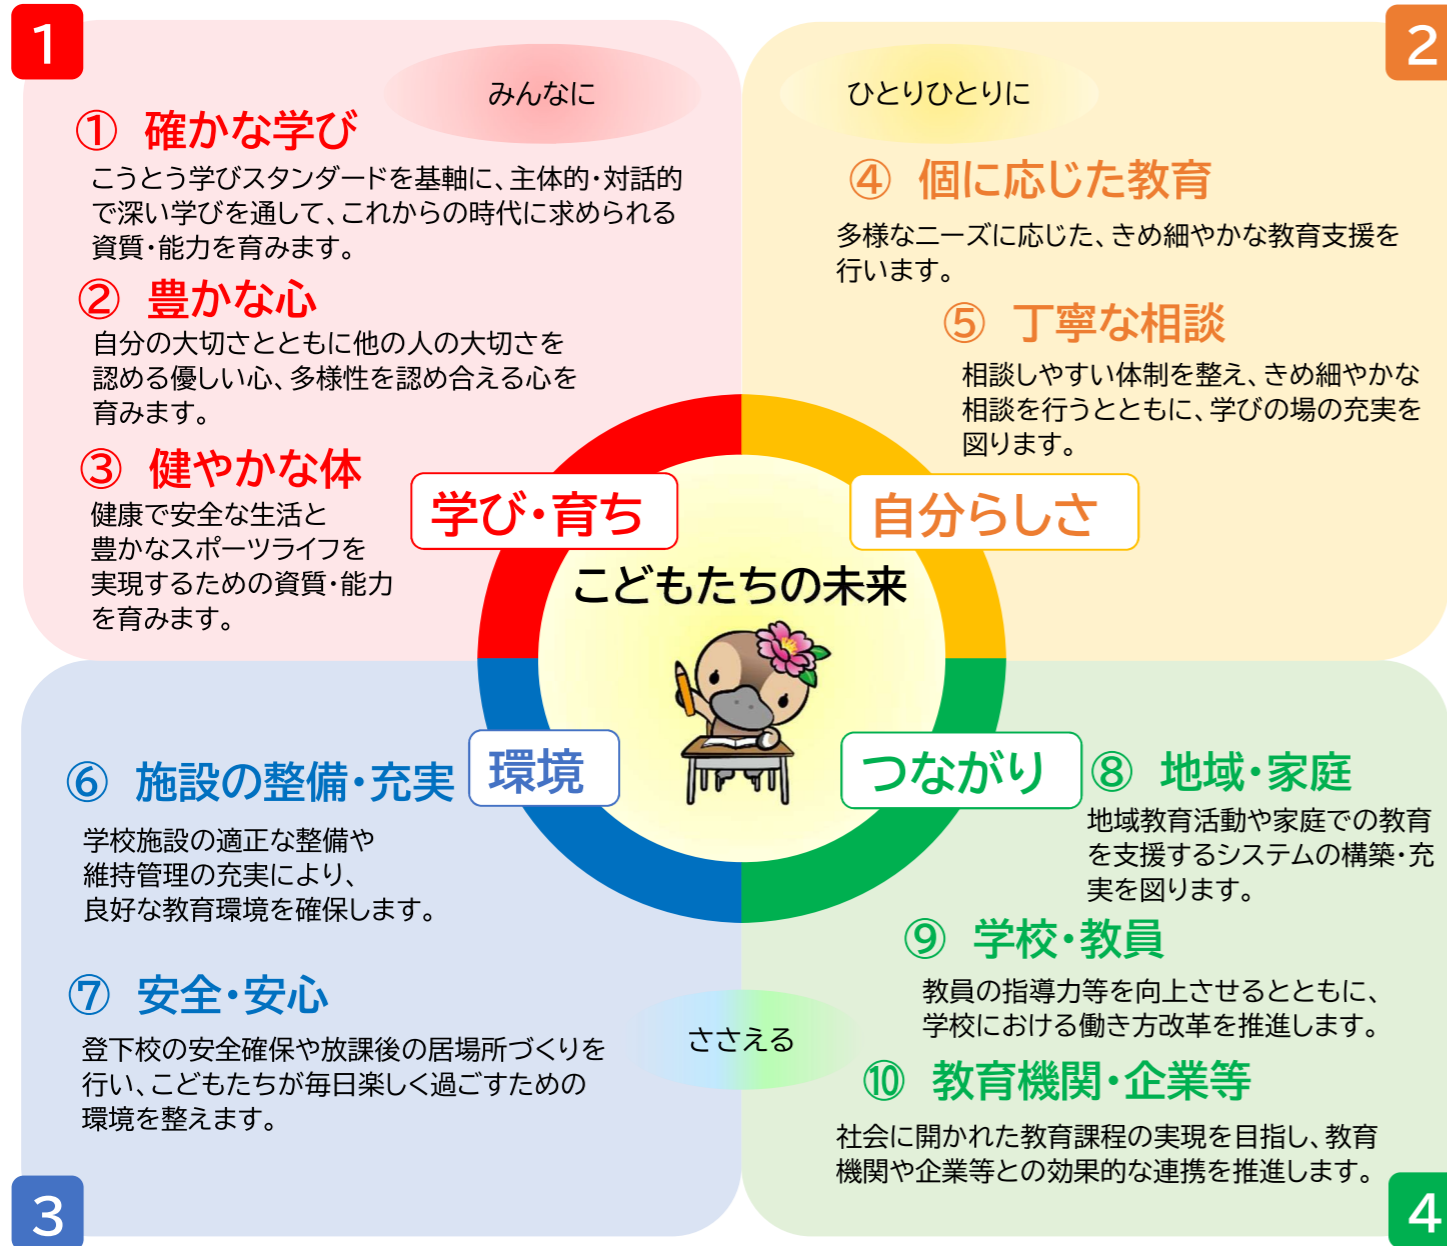 1
みんなに
① 確かな学び
こうとう学びスタンダードを基軸に、主体的・対話的
で深い学びを通して、これからの時代に求められる
資質・能力を育みます。
② 豊かな心
自分の大切さとともに他の人の大切さを
認める優しい心、多様性を認め合える心を
育みます。
③ 健やかな体
健康で安全な生活と
豊かなスポーツライフを
実現するための資質・能力
を育みます。
学び・育ち
2
ひとりひとりに
④ 個に応じた教育
多様なニーズに応じた、きめ細やかな教育支援を
行います。
⑤ 丁寧な相談
相談しやすい体制を整え、きめ細やかな
相談を行うとともに、学びの場の充実を
図ります。
自分らしさ
こどもたちの未来
環境
⑥ 施設の整備・充実
学校施設の適正な整備や
維持管理の充実により、
良好な教育環境を確保します。
⑦ 安全・安心
登下校の安全確保や放課後の居場所づくりを
行い、こどもたちが毎日楽しく過ごすための
環境を整えます。
3
ささえる
つながり
⑧ 地域・家庭
地域教育活動や家庭での教育
を支援するシステムの構築・充
実を図ります。
⑨ 学校・教員
教員の指導力等を向上させるとともに、
学校における働き方改革を推進します。
⑩ 教育機関・企業等
社会に開かれた教育課程の実現を目指し、教育
機関や企業等との効果的な連携を推進します。
4